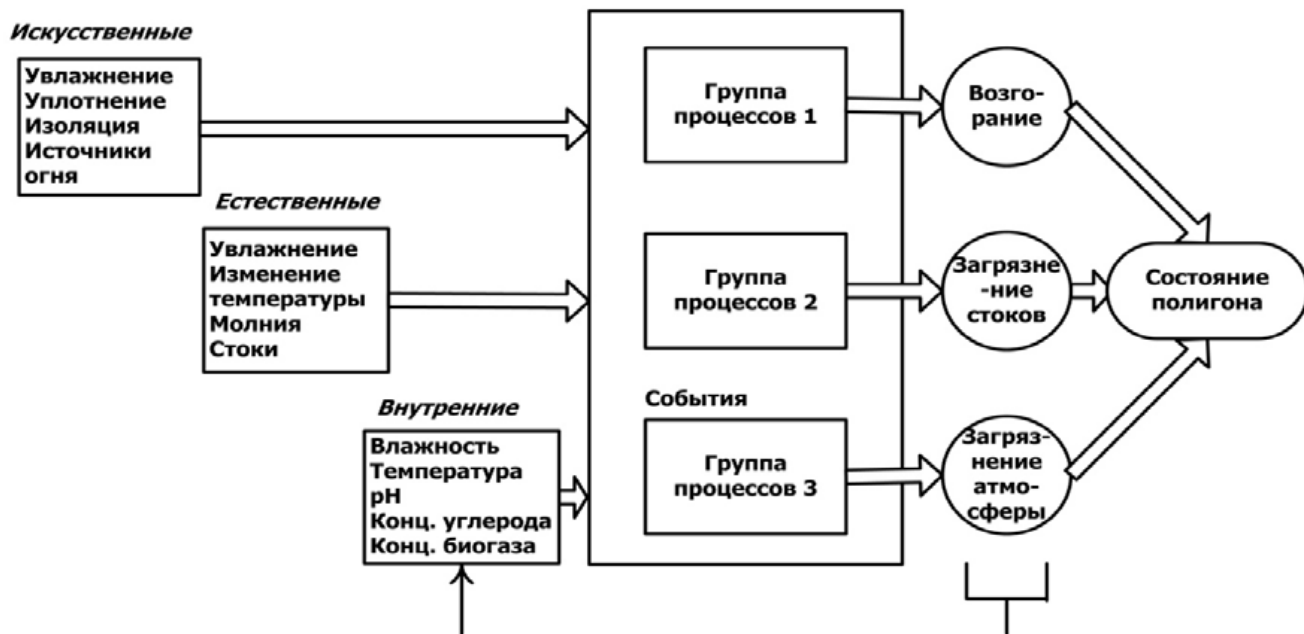 Искусственные
Увлажнение
Уплотнение
Изоляция
Источники
огня
Естественные
Увлажнение
Изменение
температуры
Молния
Стоки
Внутренние
Влажность
Температура
pH
Конц. углерода
Конц. биогаза
Группа
процессов 1
Группа
процессов 2
События
Группа
процессов 3
Возго-
рание
Загрязне
-ние
стоков
Загряз-
нение
атмо-
сферы
Состояние
полигона